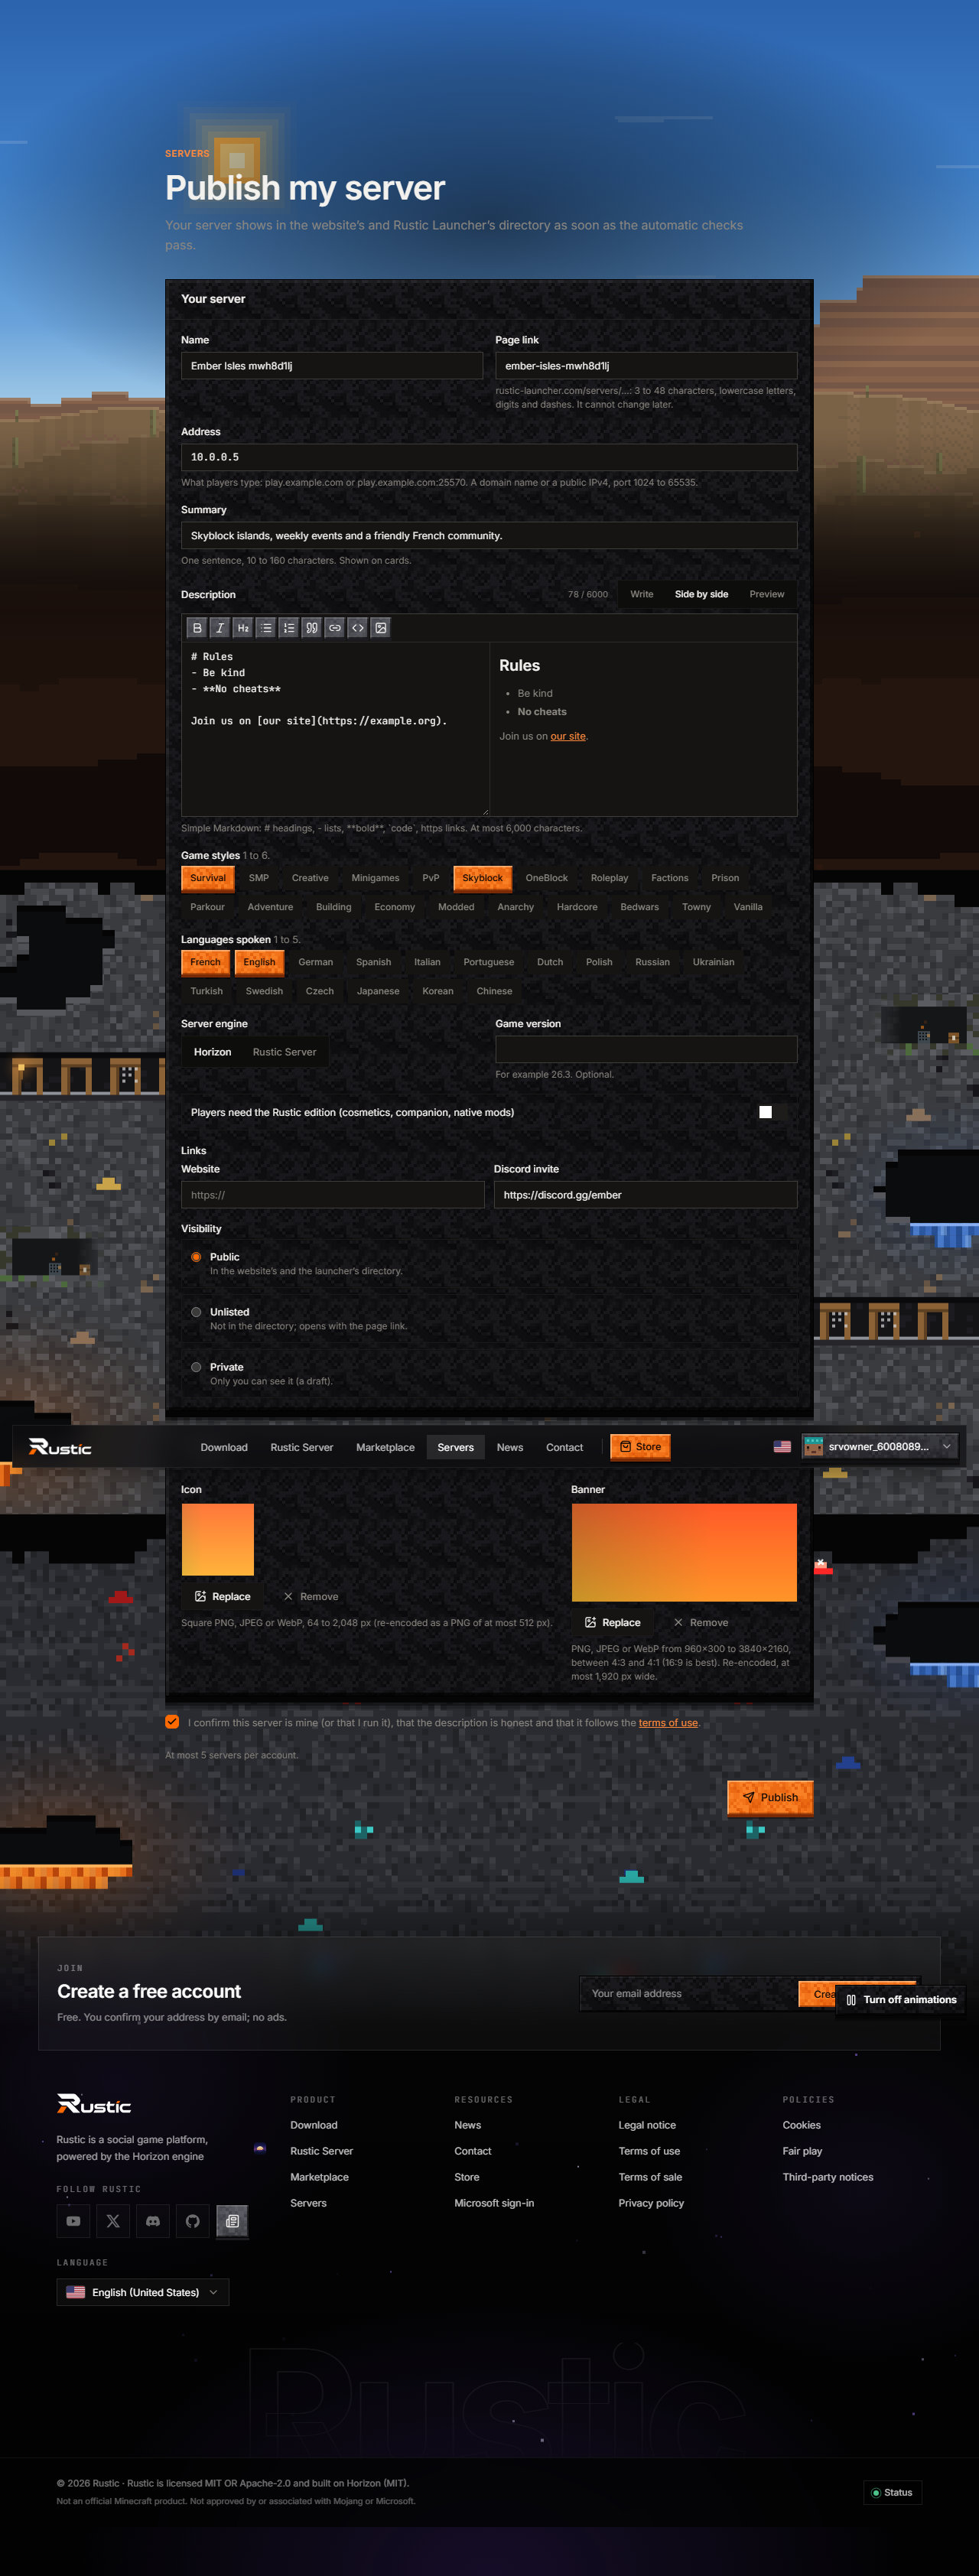 SERVERS
Publish my server
Your server shows in the website's and Rustic Launcher's directory as soon as the automatic checks
pass.
Your server
Name
Page link
Ember Isles mwh8d1lj
ember-isles-mwh8d1lj
rustic-launcher.com/servers/...: 3 to 48 characters, lowercase letters,
digits and dashes. It cannot change later.
Address
10.0.0.5
What players type: play.example.com or play.example.com:25570. A domain name or a public IPv4, port 1024 to 65535.
Summary
Skyblock islands, weekly events and a friendly French community.
One sentence, 10 to 160 characters. Shown on cards.
Description
78 / 6000
Write
Side by side
Preview
B I H2
# Rules
- Be kind
- **No cheats**
Join us on [our site](https://example.org).
Rules
• Be kind
• No cheats
Join us on our site.
Simple Markdown: # headings, - lists, **bold**, `code`, https links. At most 6,000 characters.
Game styles 1 to 6.
Survival SMP Creative Minigames PvP Skyblock OneBlock Roleplay Factions Prison
Parkour Adventure Building Economy Modded Anarchy Hardcore Bedwars Towny Vanilla
Languages spoken 1 to 5.
French English German Spanish Italian Portuguese Dutch Polish Russian Ukrainian
Turkish Swedish Czech Japanese Korean Chinese
Server engine
Game version
Horizon Rustic Server
For example 26.3. Optional.
Players need the Rustic edition (cosmetics, companion, native mods)
Links
Website
Discord invite
https://
https://discord.gg/ember
Visibility
Public
In the website's and the launcher's directory.
Unlisted
Not in the directory; opens with the page link.
Private
Only you can see it (a draft).
Rustic
Download Rustic Server Marketplace Servers News Contact Store
srvowner_6008089...
Icon
Banner
Replace Remove
Square PNG, JPEG or WebP, 64 to 2,048 px (re-encoded as a PNG of at most 512 px).
Replace Remove
PNG, JPEG or WebP from 960×300 to 3840×2160,
between 4:3 and 4:1 (16:9 is best). Re-encoded, at
most 1,920 px wide.
I confirm this server is mine (or that I run it), that the description is honest and that it follows the terms of use.
At most 5 servers per account.
Publish
JOIN
Create a free account
Free. You confirm your address by email; no ads.
Your email address
Turn off animations
Rustic
Rustic is a social game platform,
powered by the Horizon engine
FOLLOW RUSTIC
LANGUAGE
English (United States)
PRODUCT
Download
Rustic Server
Marketplace
Servers
RESOURCES
News
Contact
Store
Microsoft sign-in
LEGAL
Legal notice
Terms of use
Terms of sale
Privacy policy
POLICIES
Cookies
Fair play
Third-party notices
Rustic
© 2026 Rustic · Rustic is licensed MIT OR Apache-2.0 and built on Horizon (MIT).
Not an official Minecraft product. Not approved by or associated with Mojang or Microsoft.
Status